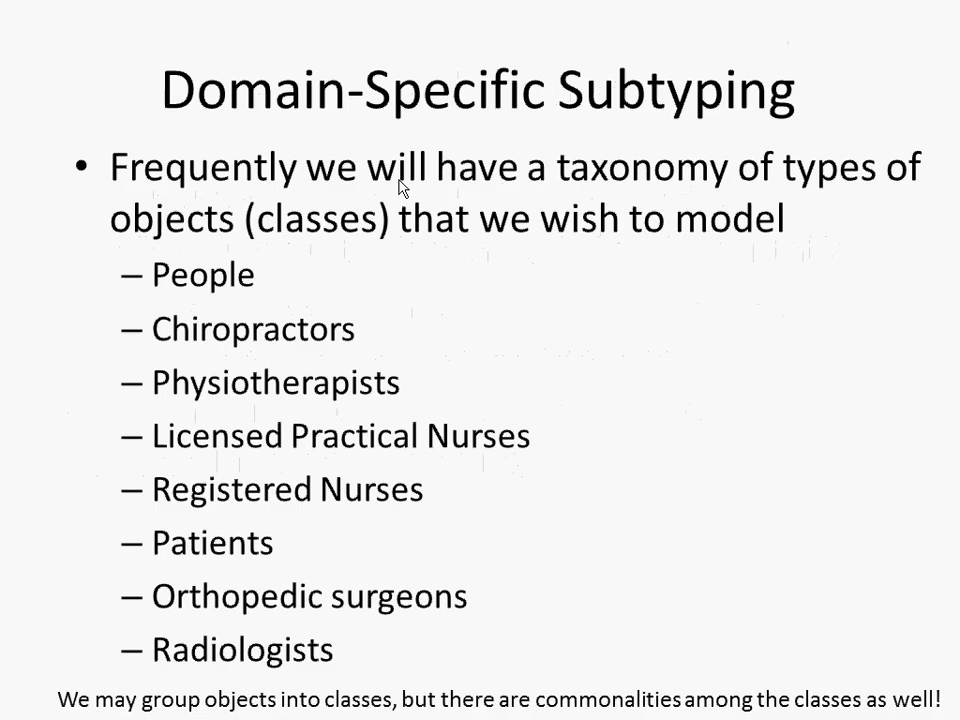 Domain-Specific Subtyping
• Frequently we will have a taxonomy of types of
objects (classes) that we wish to model
– People
– Chiropractors
– Physiotherapists
– Licensed Practical Nurses
– Registered Nurses
– Patients
– Orthopedic surgeons
– Radiologists
We may group objects into classes, but there are commonalities among the classes as well!